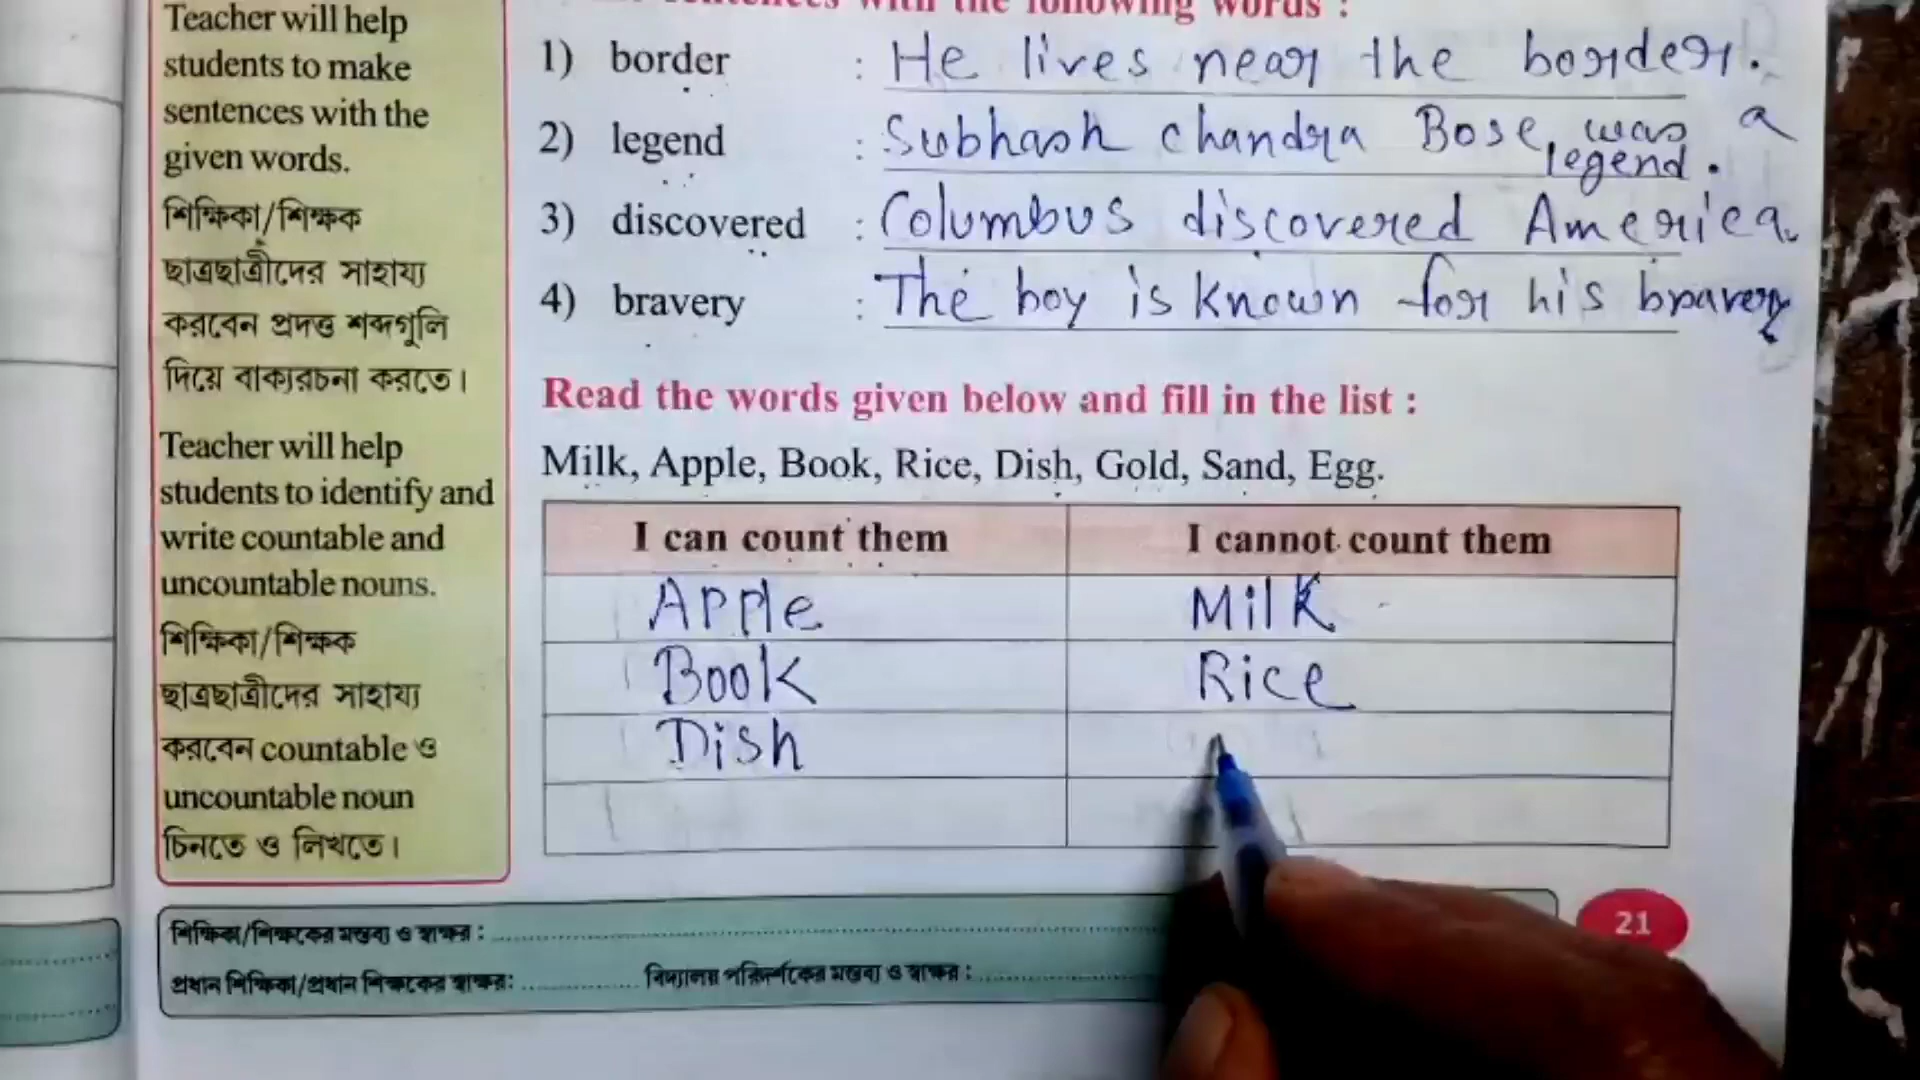 Teacher will help
students to make
sentences with the
given words.
শিক্ষিকা/শিক্ষক
ছাত্রছাত্রীদের সাহায্য
করবেন প্রদত্ত শব্দগুলি
দিয়ে বাক্যরচনা করতে।
Teacher will help
students to identify and
write countable and
uncountable nouns.
শিক্ষিকা/শিক্ষক
ছাত্রছাত্রীদের সাহায্য
করবেন countable ও
uncountable noun
চিনতে ও লিখতে।
sentences with the following words :
1) border : He lives near the border.
2) legend : Subhash chandra Bose, was a legend.
3) discovered : Columbus discovered America.
4) bravery : The boy is known for his bravery
Read the words given below and fill in the list :
Milk, Apple, Book, Rice, Dish, Gold, Sand, Egg.
I can count them I cannot count them
Apple Milk
Book Rice
Dish
শিক্ষিকা/শিক্ষকের মন্তব্য ও স্বাক্ষর :
প্রধান শিক্ষিকা/প্রধান শিক্ষকের স্বাক্ষর: বিদ্যালয় পরিদর্শকের মন্তব্য ও স্বাক্ষর :
21